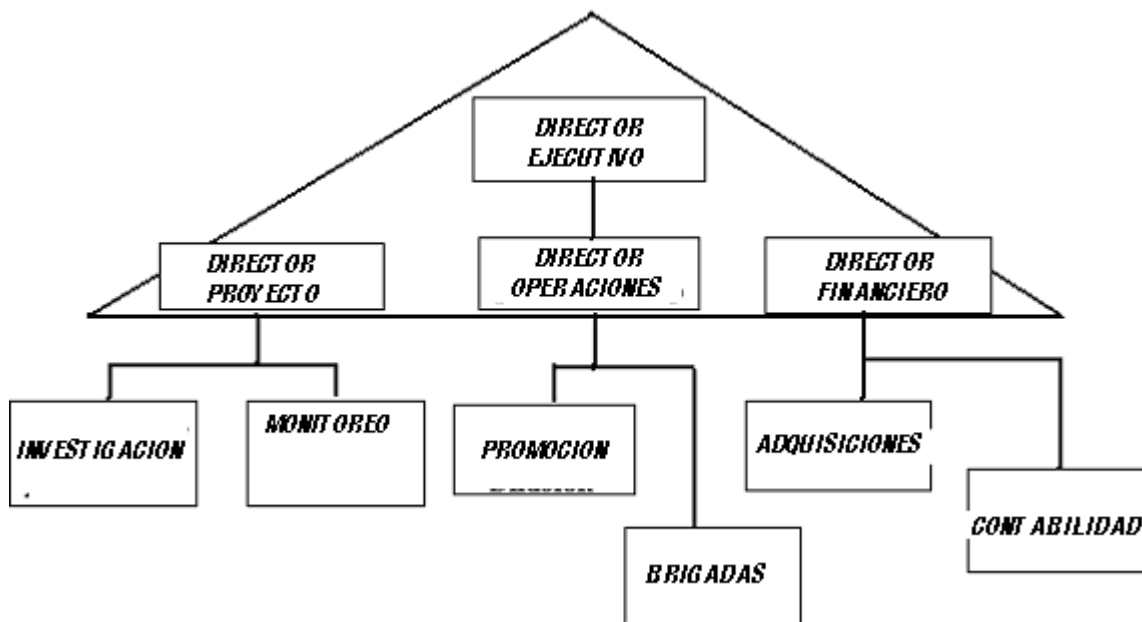 DIRECTOR
EJECUTIVO
DIRECTOR
PROYECTO
DIRECTOR
OPERACIONES
DIRECTOR
FINANCIERO
INVESTIGACION
MONITOREO
PROMOCION
ADQUISICIONES
BRIGADAS
CONTABILIDAD